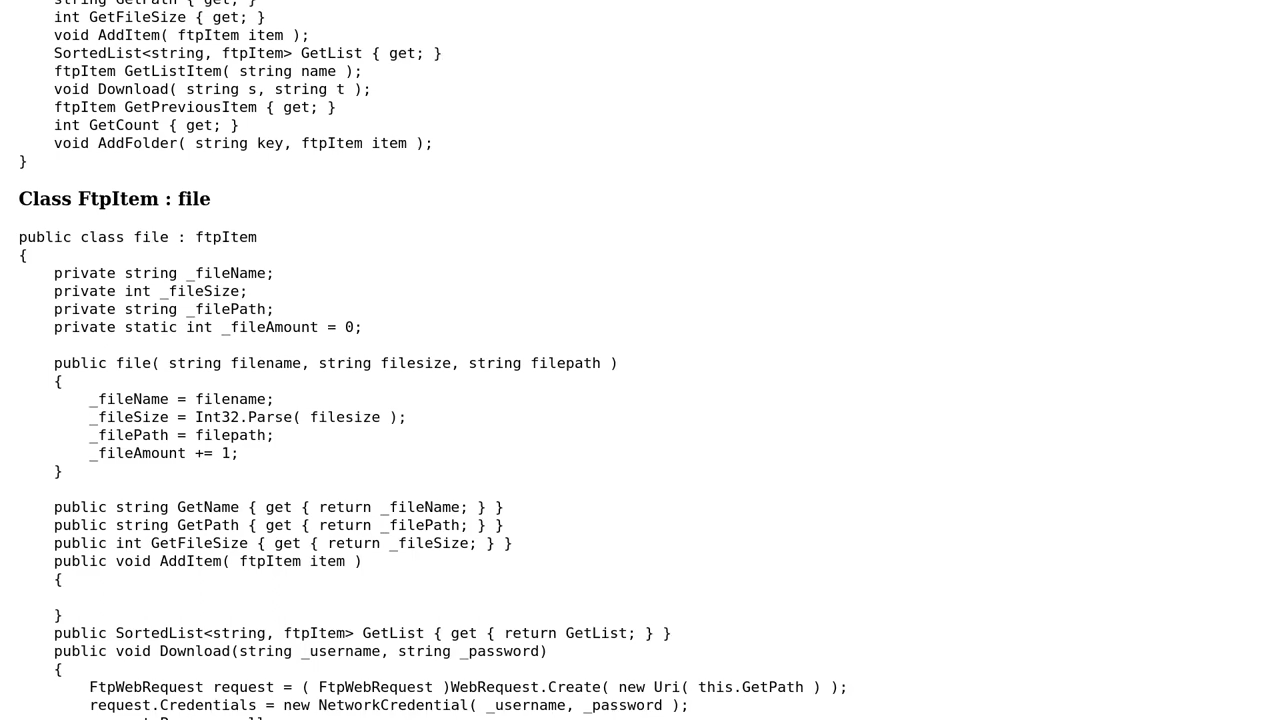 string GetPath { get; }
    int GetFileSize { get; }
    void AddItem( ftpItem item );
    SortedList<string, ftpItem> GetList { get; }
    ftpItem GetListItem( string name );
    void Download( string s, string t );
    ftpItem GetPreviousItem { get; }
    int GetCount { get; }
    void AddFolder( string key, ftpItem item );
}
Class FtpItem : file
public class file : ftpItem
{
    private string _fileName;
    private int _fileSize;
    private string _filePath;
    private static int _fileAmount = 0;

    public file( string filename, string filesize, string filepath )
    {
        _fileName = filename;
        _fileSize = Int32.Parse( filesize );
        _filePath = filepath;
        _fileAmount += 1;
    }

    public string GetName { get { return _fileName; } }
    public string GetPath { get { return _filePath; } }
    public int GetFileSize { get { return _fileSize; } }
    public void AddItem( ftpItem item )
    {

    }
    public SortedList<string, ftpItem> GetList { get { return GetList; } }
    public void Download(string _username, string _password)
    {
        FtpWebRequest request = ( FtpWebRequest )WebRequest.Create( new Uri( this.GetPath ) );
        request.Credentials = new NetworkCredential( _username, _password );